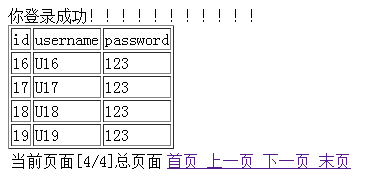 你登录成功！！！！！！！！！！！
id username password
16 U16 123
17 U17 123
18 U18 123
19 U19 123
当前页面[4/4]总页面 首页 上一页 下一页 末页